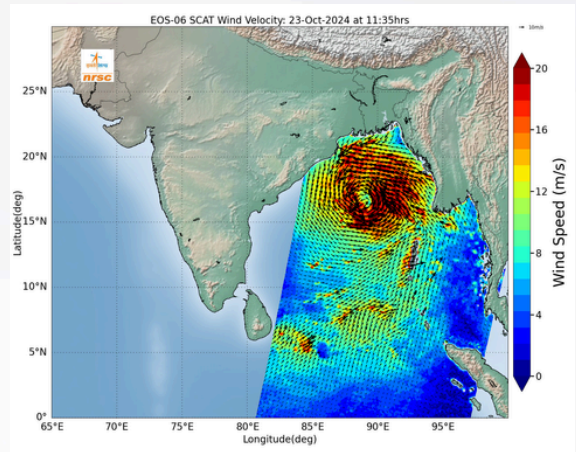 EOS-06 SCAT Wind Velocity: 23-Oct-2024 at 11:35hrs
10m/s
nrsc
25°N
20°N
15°N
10°N
5°N
0°
65°E
70°E
75°E
80°E
85°E
90°E
95°E
Latitude(deg)
Longitude(deg)
20
16
12
8
4
0
Wind Speed (m/s)